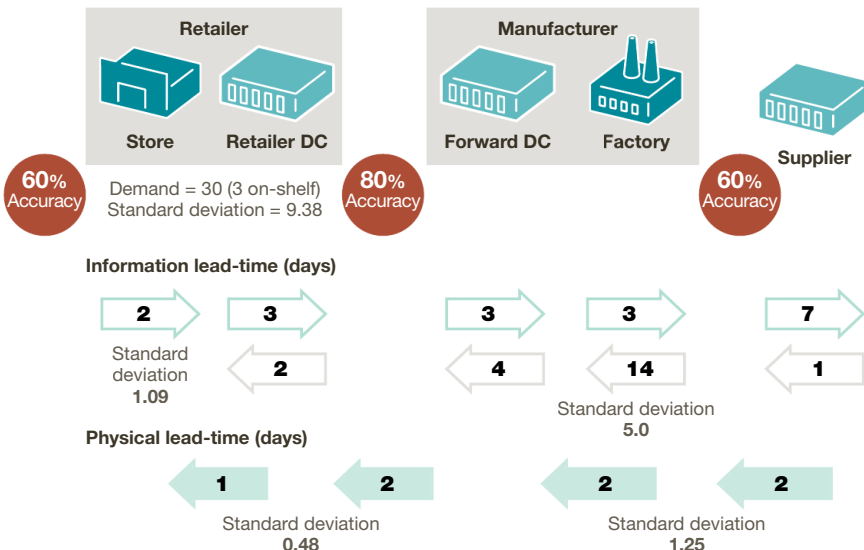 Retailer
Manufacturer
Store
Retailer DC
Forward DC
Factory
Supplier
60%
Accuracy
Demand = 30 (3 on-shelf)
Standard deviation = 9.38
80%
Accuracy
60%
Accuracy
Information lead-time (days)
2
3
3
3
7
Standard
deviation
1.09
2
4
14
1
Standard deviation
5.0
Physical lead-time (days)
1
2
2
2
Standard deviation
0.48
Standard deviation
1.25